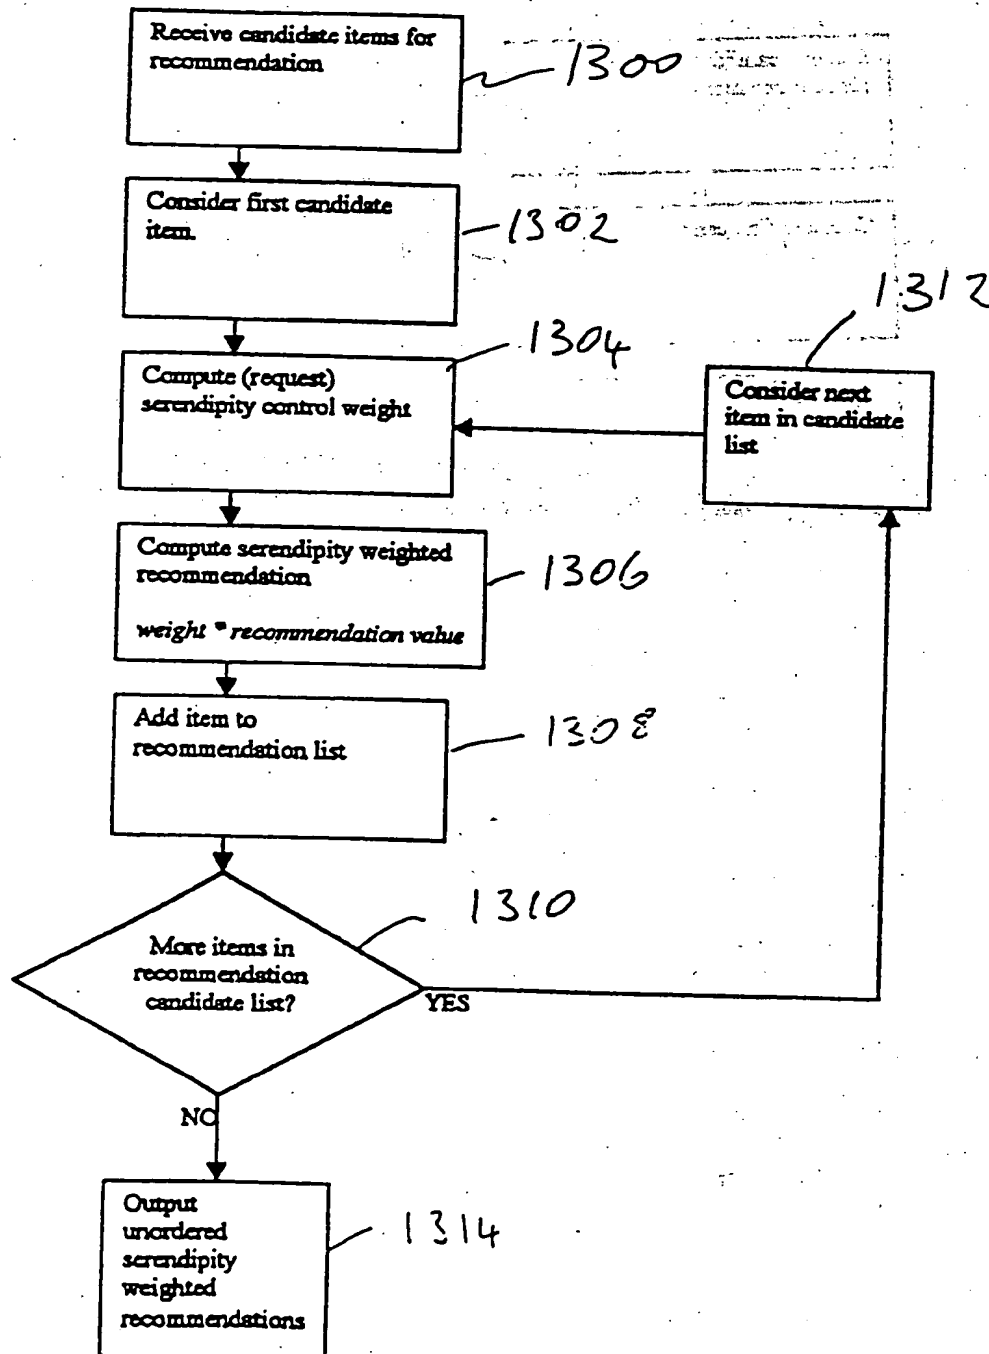 Receive candidate items for
recommendation
1300
Consider first candidate
item.
1302
1312
1304
Compute (request)
serendipity control weight
Consider next
item in candidate
list
Compute serendipity weighted
recommendation
weight * recommendation value
1306
Add item to
recommendation list
1308
1310
More items in
recommendation
candidate list?
YES
NO
Output
unordered
serendipity
weighted
recommendations
1314